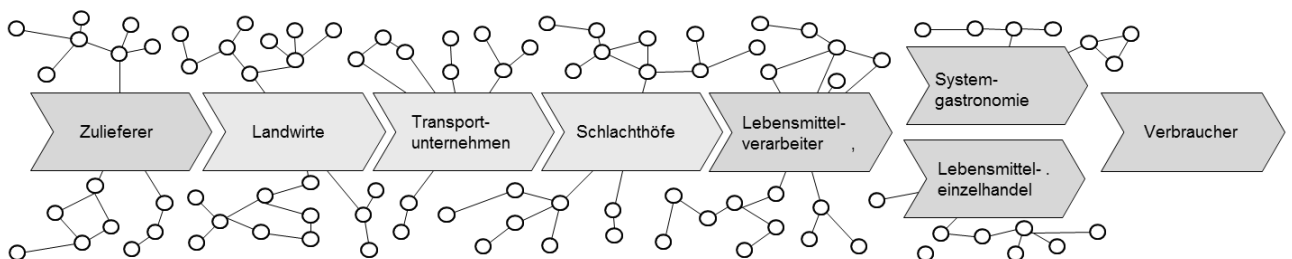 Zulieferer
Landwirte
Transport-
unternehmen
Schlachthöfe
Lebensmittel-
verarbeiter ,
System-
gastronomie
Lebensmittel- .
einzelhandel
Verbraucher